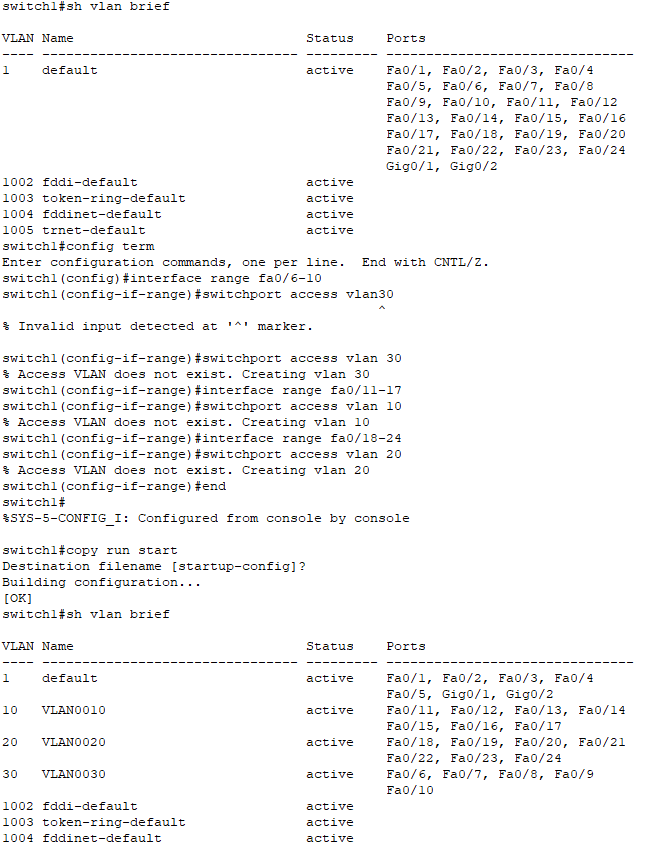 switch1#sh vlan brief
VLAN Name                             Status    Ports
---- -------------------------------- --------- -------------------------------
1    default                          active    Fa0/1, Fa0/2, Fa0/3, Fa0/4
                                                Fa0/5, Fa0/6, Fa0/7, Fa0/8
                                                Fa0/9, Fa0/10, Fa0/11, Fa0/12
                                                Fa0/13, Fa0/14, Fa0/15, Fa0/16
                                                Fa0/17, Fa0/18, Fa0/19, Fa0/20
                                                Fa0/21, Fa0/22, Fa0/23, Fa0/24
                                                Gig0/1, Gig0/2
1002 fddi-default                     active
1003 token-ring-default               active
1004 fddinet-default                  active
1005 trnet-default                    active
switch1#config term
Enter configuration commands, one per line.  End with CNTL/Z.
switch1(config)#interface range fa0/6-10
switch1(config-if-range)#switchport access vlan30
                                               ^
% Invalid input detected at '^' marker.
switch1(config-if-range)#switchport access vlan 30
% Access VLAN does not exist. Creating vlan 30
switch1(config-if-range)#interface range fa0/11-17
switch1(config-if-range)#switchport access vlan 10
% Access VLAN does not exist. Creating vlan 10
switch1(config-if-range)#interface range fa0/18-24
switch1(config-if-range)#switchport access vlan 20
% Access VLAN does not exist. Creating vlan 20
switch1(config-if-range)#end
switch1#
%SYS-5-CONFIG_I: Configured from console by console
switch1#copy run start
Destination filename [startup-config]?
Building configuration...
[OK]
switch1#sh vlan brief
VLAN Name                             Status    Ports
---- -------------------------------- --------- -------------------------------
1    default                          active    Fa0/1, Fa0/2, Fa0/3, Fa0/4
                                                Fa0/5, Gig0/1, Gig0/2
10   VLAN0010                         active    Fa0/11, Fa0/12, Fa0/13, Fa0/14
                                                Fa0/15, Fa0/16, Fa0/17
20   VLAN0020                         active    Fa0/18, Fa0/19, Fa0/20, Fa0/21
                                                Fa0/22, Fa0/23, Fa0/24
30   VLAN0030                         active    Fa0/6, Fa0/7, Fa0/8, Fa0/9
                                                Fa0/10
1002 fddi-default                     active
1003 token-ring-default               active
1004 fddinet-default                  active